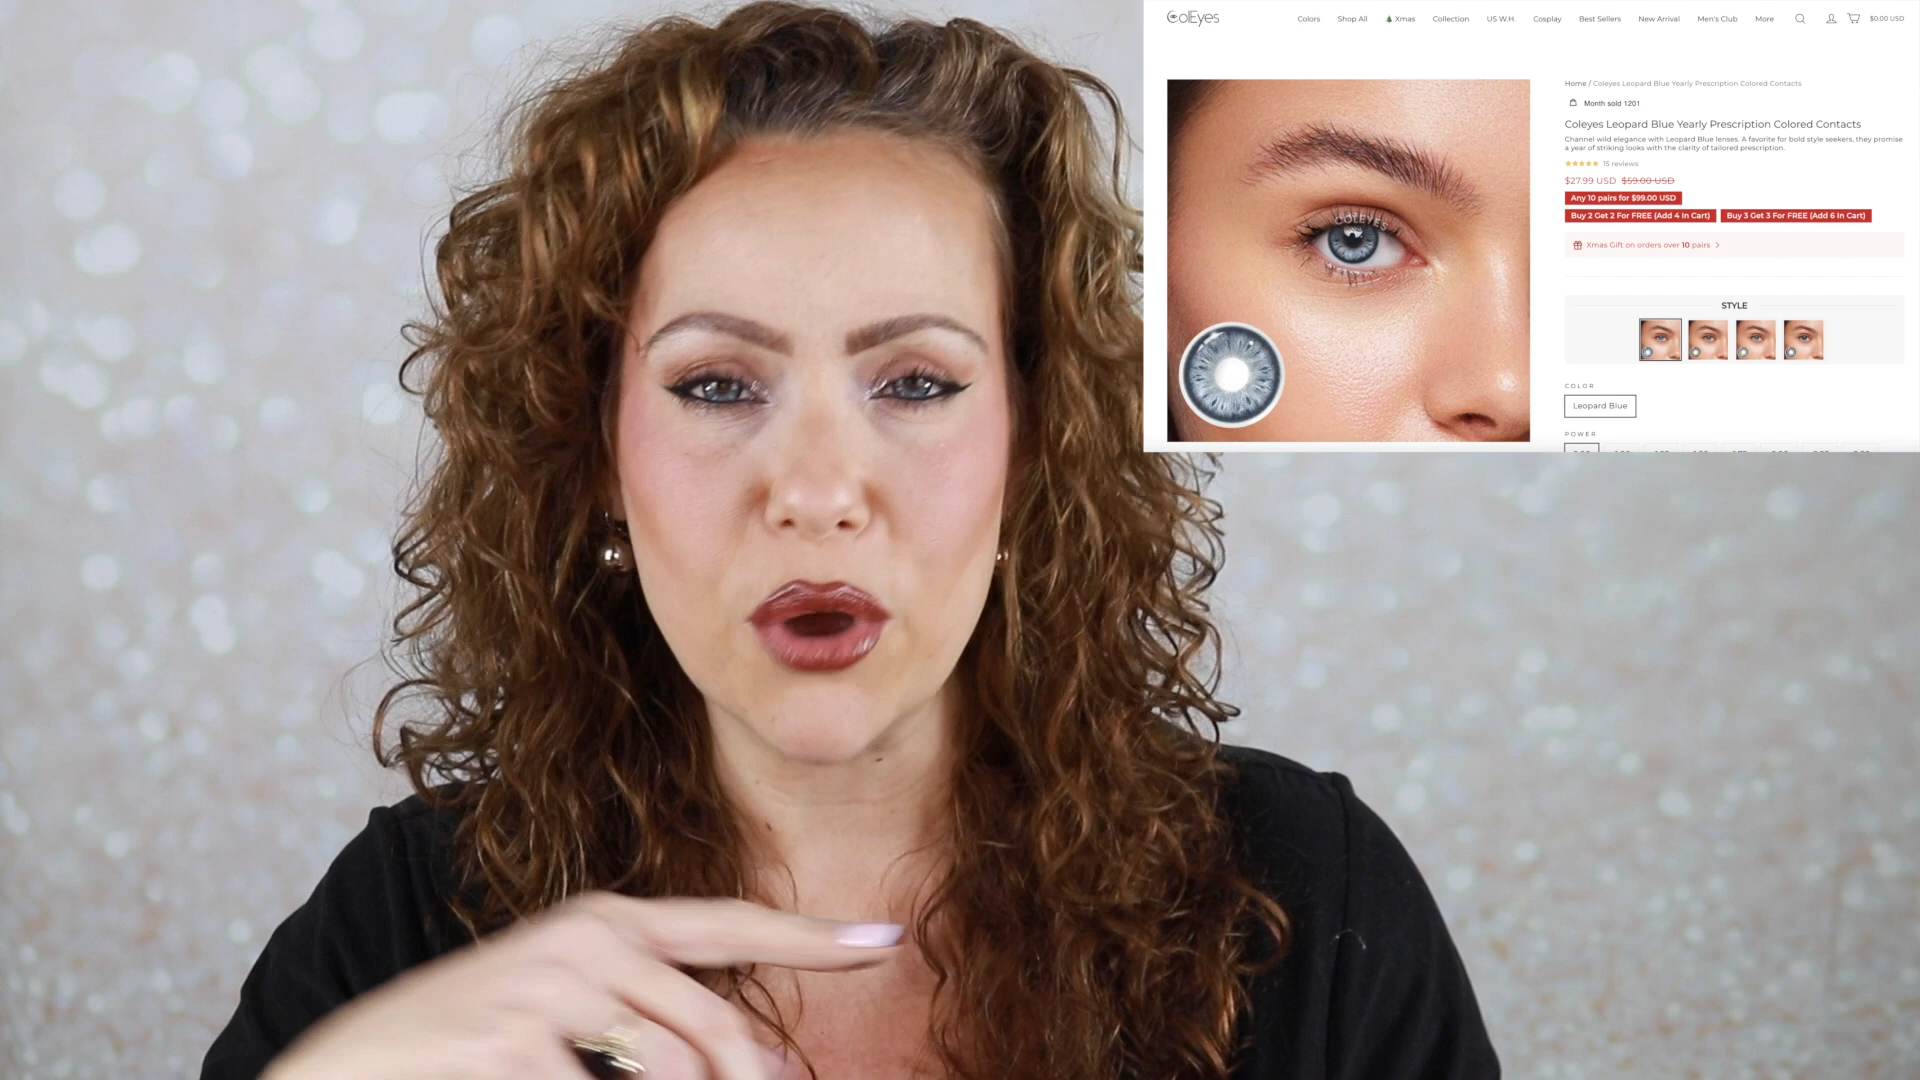 ColEyes
Colors Shop All Xmas Collection US W.H. Cosplay Best Sellers New Arrival Men's Club More $0.00 USD
Home / Coleyes Leopard Blue Yearly Prescription Colored Contacts
Month sold 1201
Coleyes Leopard Blue Yearly Prescription Colored Contacts
Channel wild elegance with Leopard Blue lenses. A favorite for bold style seekers, they promise
a year of striking looks with the clarity of tailored prescription.
15 reviews
$27.99 USD $59.00 USD
Any 10 pairs for $99.00 USD
Buy 2 Get 2 For FREE (Add 4 In Cart) Buy 3 Get 3 For FREE (Add 6 In Cart)
COLEYES
Xmas Gift on orders over 10 pairs >
STYLE
COLOR
Leopard Blue
POWER